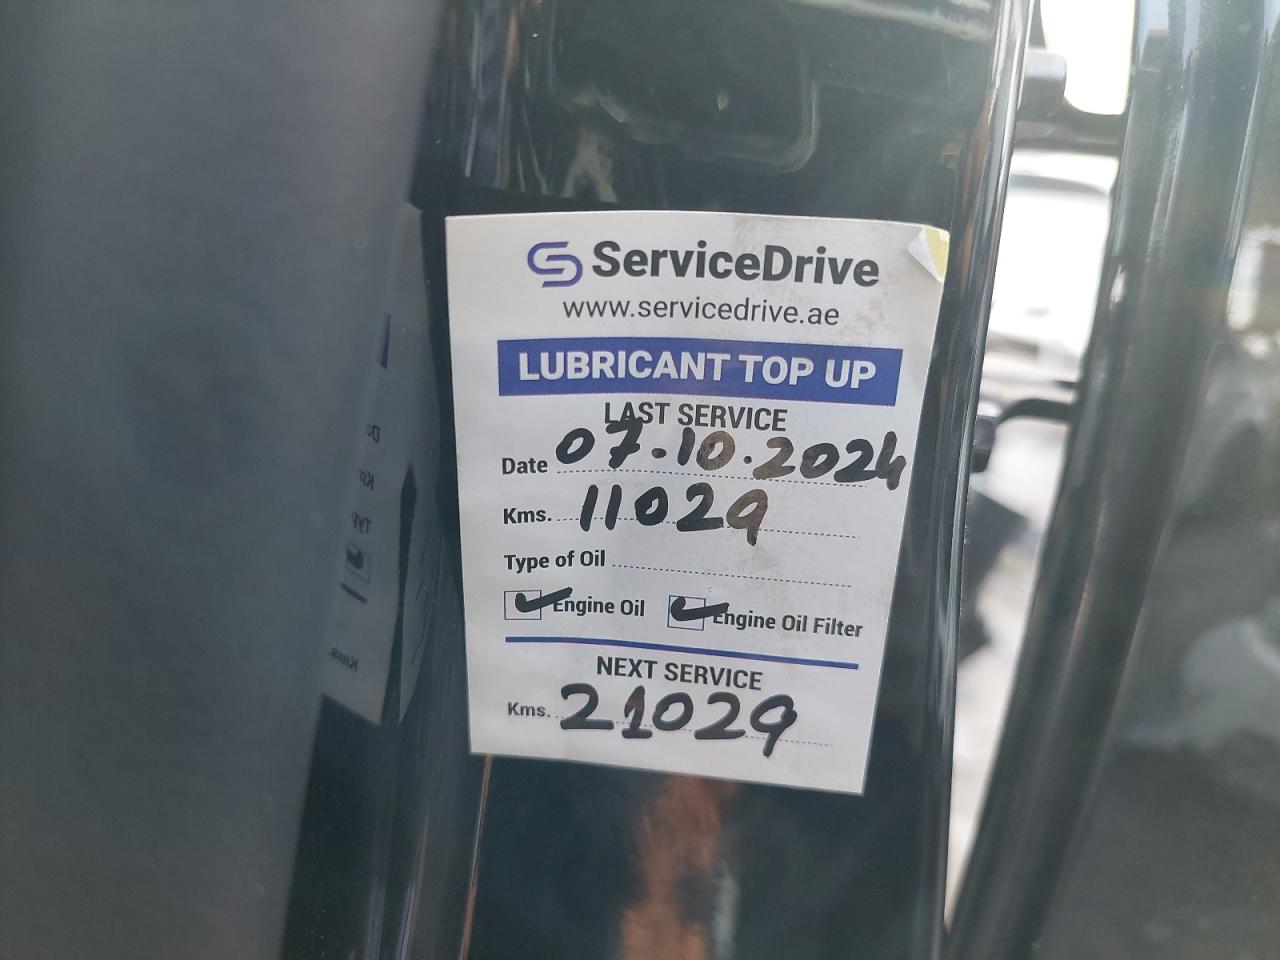 ServiceDrive
www.servicedrive.ae
LUBRICANT TOP UP
LAST SERVICE
Date 07.10.2024
Kms. 11029
Type of Oil
Engine Oil Engine Oil Filter
NEXT SERVICE
Kms. 21029